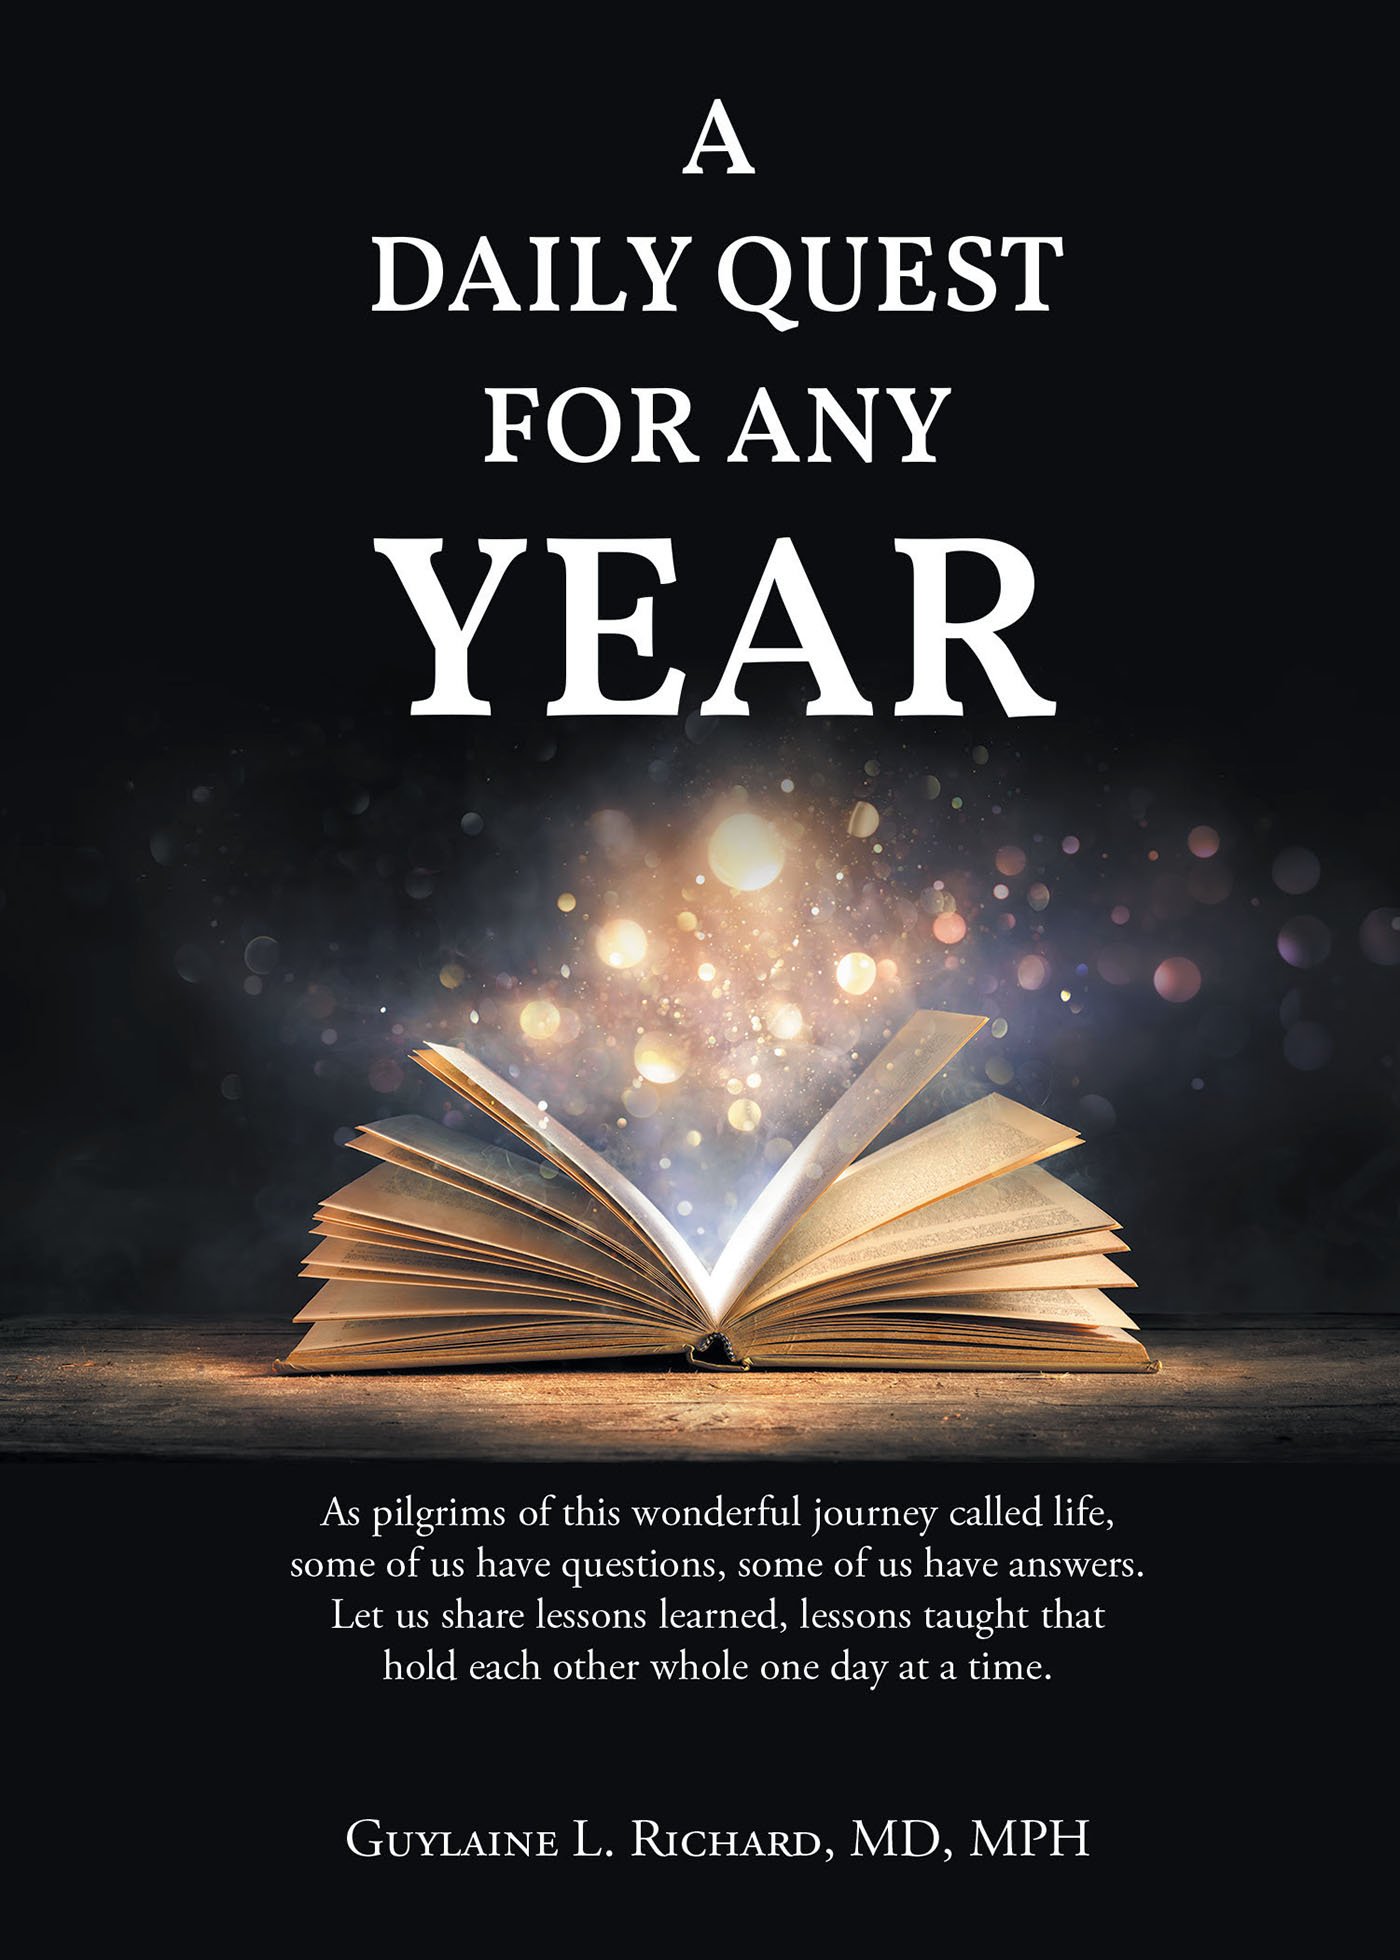 A
DAILY QUEST
FOR ANY
YEAR
As pilgrims of this wonderful journey called life,
some of us have questions, some of us have answers.
Let us share lessons learned, lessons taught that
hold each other whole one day at a time.
Guylaine L. Richard, MD, MPH